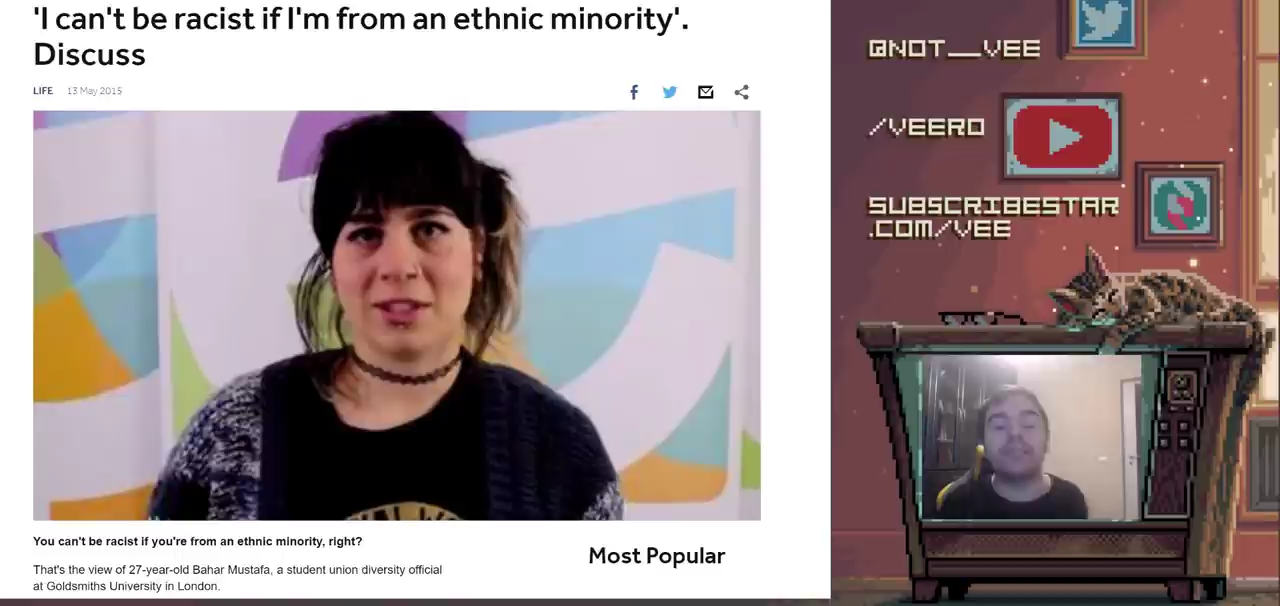 'I can't be racist if I'm from an ethnic minority'.
Discuss
LIFE 13 May 2015
You can't be racist if you're from an ethnic minority, right?
That's the view of 27-year-old Bahar Mustafa, a student union diversity official
at Goldsmiths University in London.
Most Popular
@NOT__VEE
/VEERO
SUBSCRIBESTAR
.COM/VEE